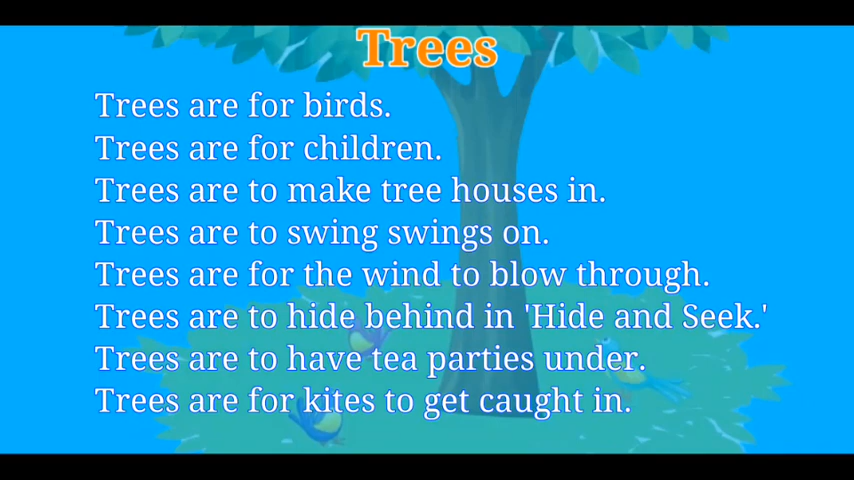 Trees
Trees are for birds.
Trees are for children.
Trees are to make tree houses in.
Trees are to swing swings on.
Trees are for the wind to blow through.
Trees are to hide behind in 'Hide and Seek.'
Trees are to have tea parties under.
Trees are for kites to get caught in.